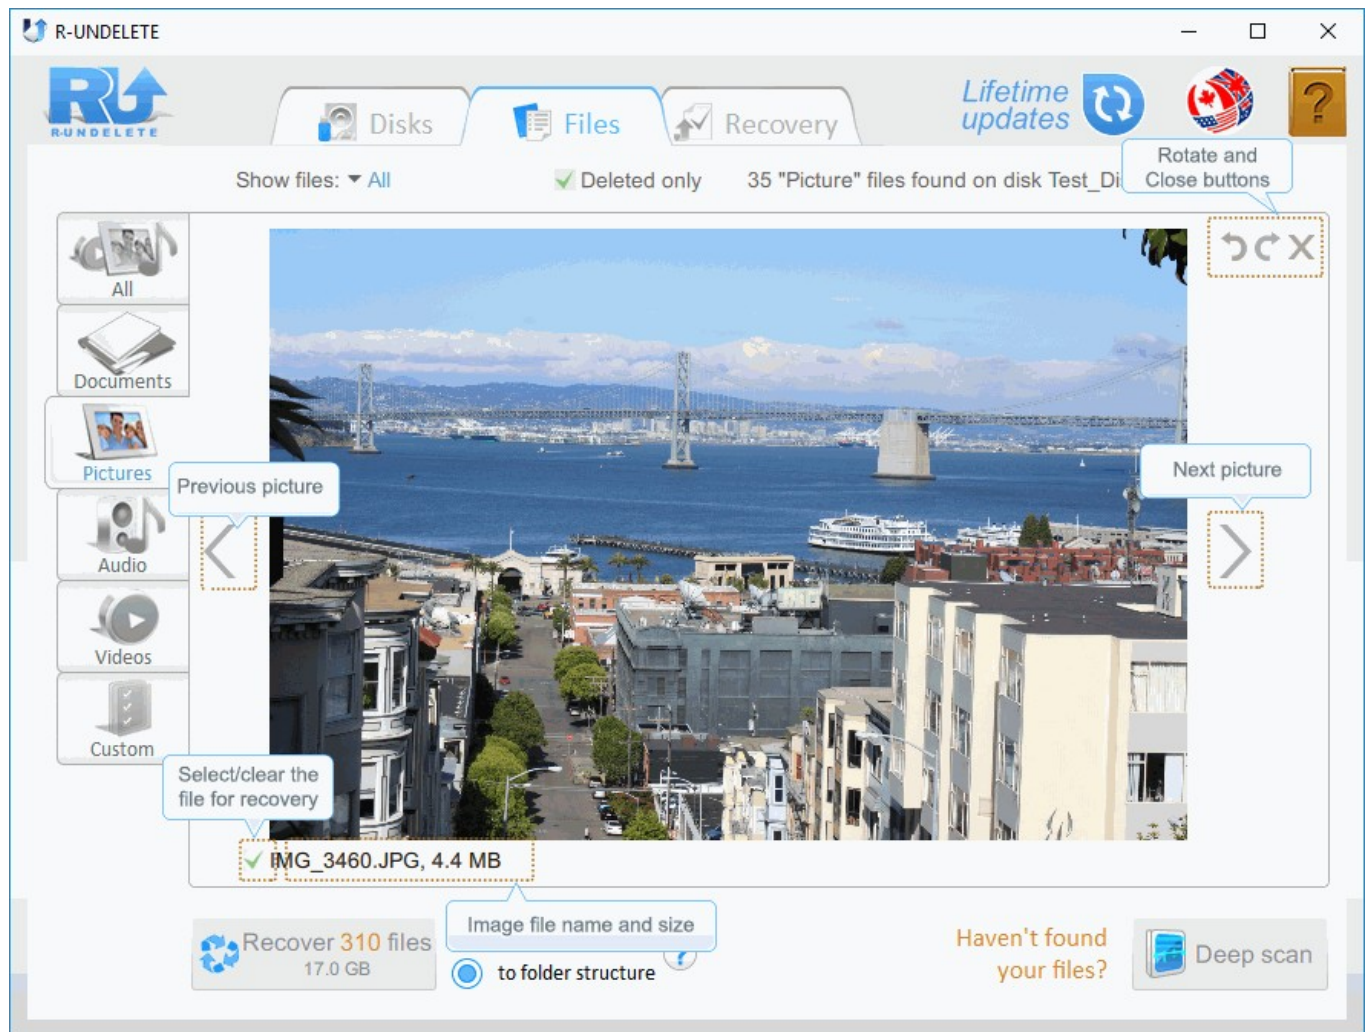 R-UNDELETE
RU
R-UNDELETE
Disks
Files
Recovery
Lifetime
updates
?
Rotate and
Close buttons
Show files: All
Deleted only
35 "Picture" files found on disk Test_Di
All
Documents
Pictures
Previous picture
Next picture
Audio
Videos
Custom
Select/clear the
file for recovery
IMG_3460.JPG, 4.4 MB
Image file name and size
Recover 310 files
17.0 GB
to folder structure
?
Haven't found
your files?
Deep scan